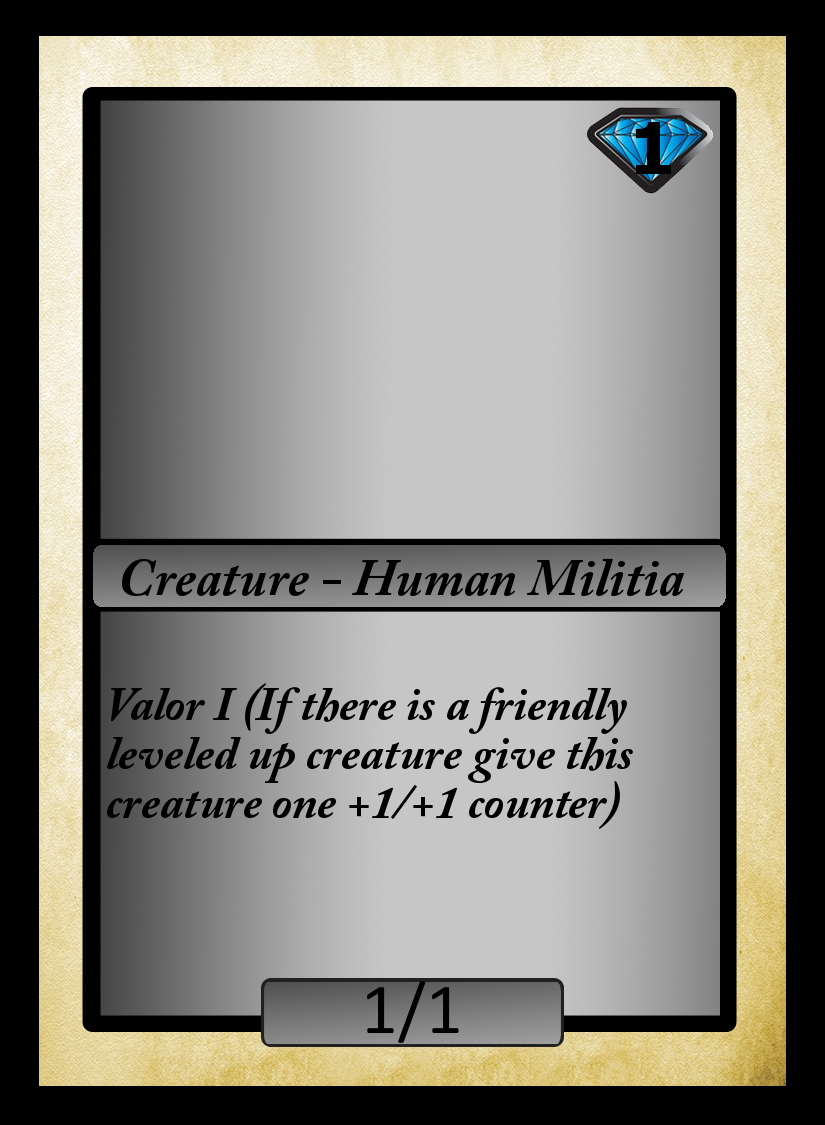 1
Creature – Human Militia
Valor I (If there is a friendly
leveled up creature give this
creature one +1/+1 counter)
1/1